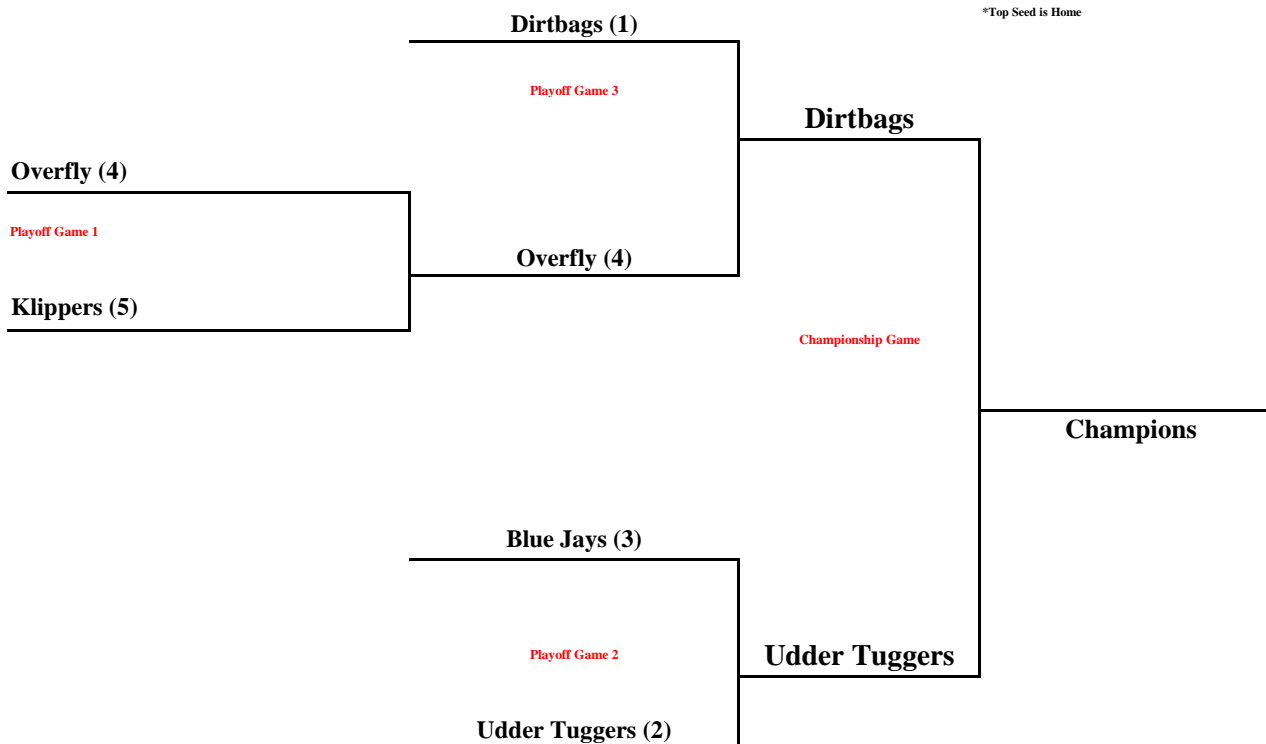 *Top Seed is Home
Dirtbags (1)
Playoff Game 3
Dirtbags
Overfly (4)
Playoff Game 1
Overfly (4)
Klippers (5)
Championship Game
Champions
Blue Jays (3)
Playoff Game 2
Udder Tuggers
Udder Tuggers (2)